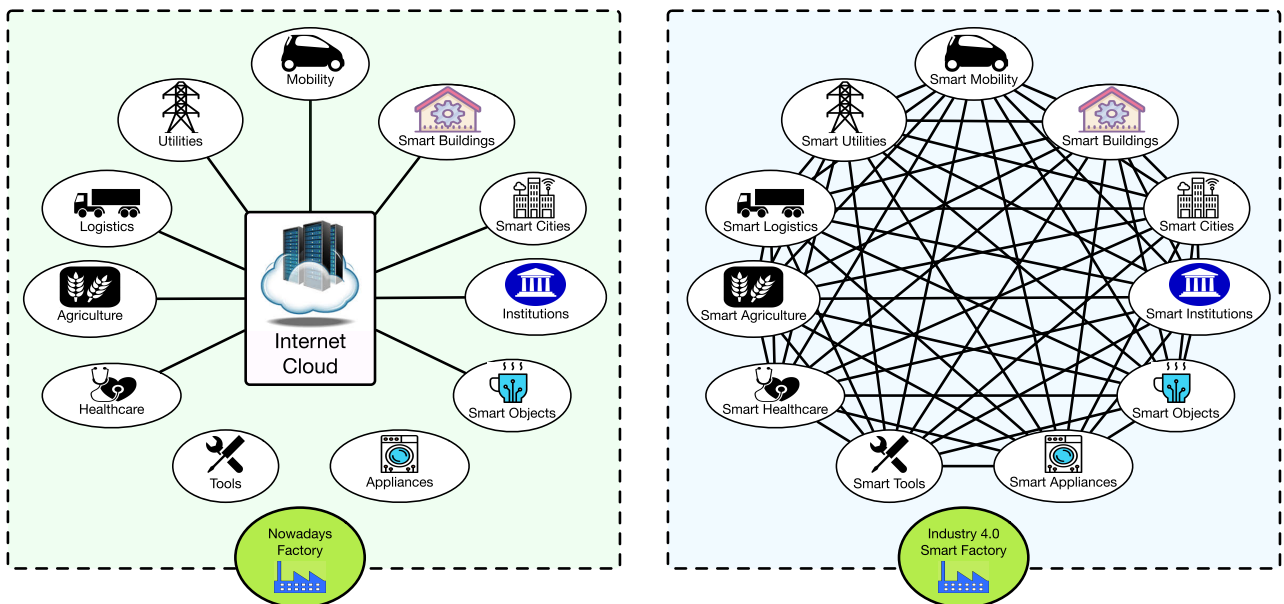 Mobility
Utilities
Smart Buildings
Logistics
Smart Cities
Agriculture
Institutions
Internet
Cloud
Healthcare
Smart Objects
Tools
Appliances
Nowadays
Factory
Smart Mobility
Smart Utilities
Smart Buildings
Smart Logistics
Smart Cities
Smart Agriculture
Smart Institutions
Smart Healthcare
Smart Objects
Smart Tools
Smart Appliances
Industry 4.0
Smart Factory